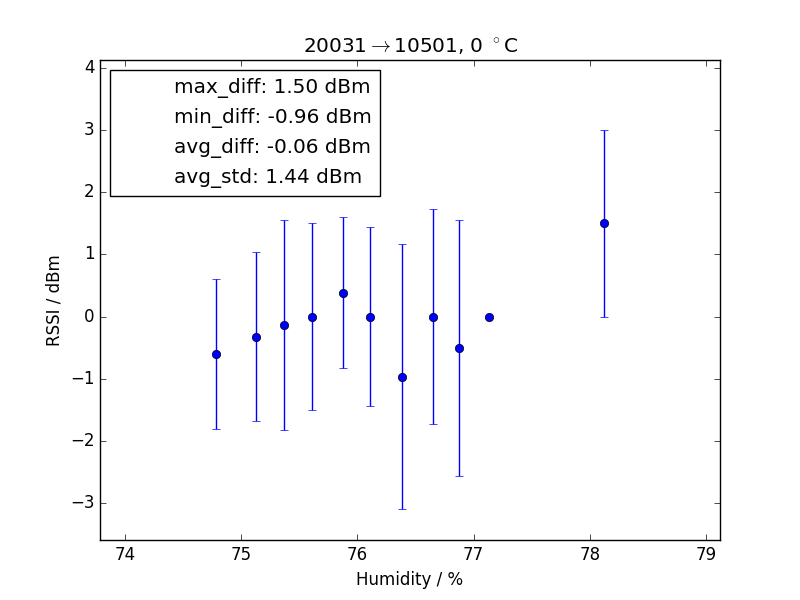 20031→10501, 0 °C
max_diff: 1.50 dBm
min_diff: -0.96 dBm
avg_diff: -0.06 dBm
avg_std: 1.44 dBm
RSSI / dBm
4
3
2
1
0
−1
−2
−3
74 75 76 77 78 79
Humidity / %